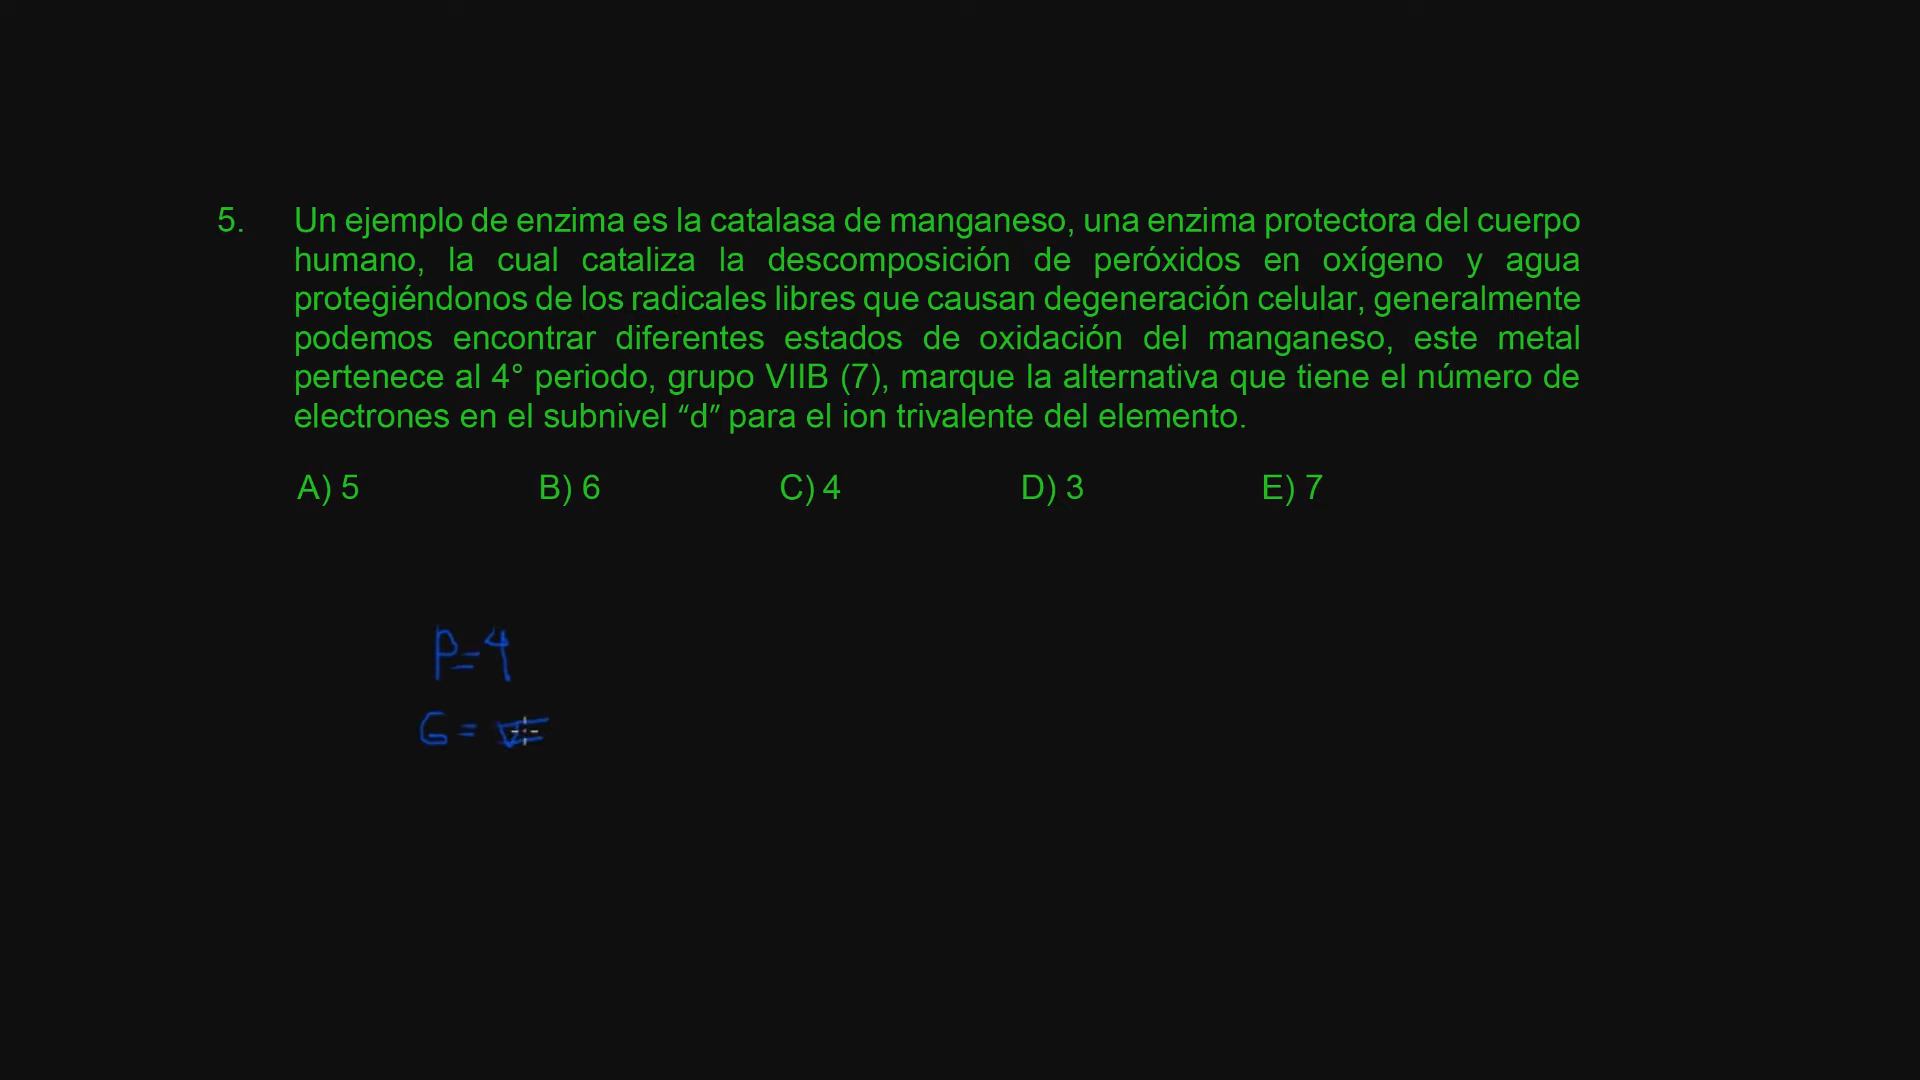 5. Un ejemplo de enzima es la catalasa de manganeso, una enzima protectora del cuerpo
humano, la cual cataliza la descomposición de peróxidos en oxígeno y agua
protegiéndonos de los radicales libres que causan degeneración celular, generalmente
podemos encontrar diferentes estados de oxidación del manganeso, este metal
pertenece al 4° periodo, grupo VIIB (7), marque la alternativa que tiene el número de
electrones en el subnivel “d” para el ion trivalente del elemento.
A) 5 B) 6 C) 4 D) 3 E) 7
P=4
G =